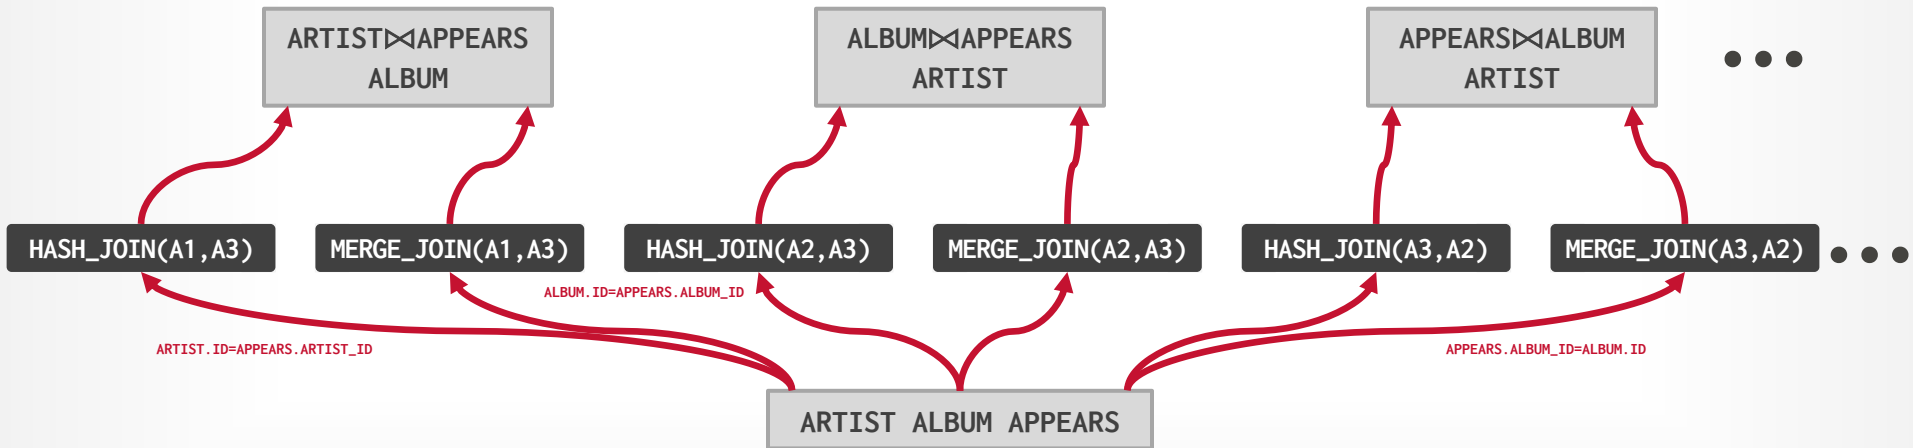 ARTIST⋈APPEARS
ALBUM
ALBUM⋈APPEARS
ARTIST
APPEARS⋈ALBUM
ARTIST
•••
HASH_JOIN(A1,A3)
MERGE_JOIN(A1,A3)
HASH_JOIN(A2,A3)
MERGE_JOIN(A2,A3)
HASH_JOIN(A3,A2)
MERGE_JOIN(A3,A2)
•••
ALBUM.ID=APPEARS.ALBUM_ID
ARTIST.ID=APPEARS.ARTIST_ID
APPEARS.ALBUM_ID=ALBUM.ID
ARTIST ALBUM APPEARS